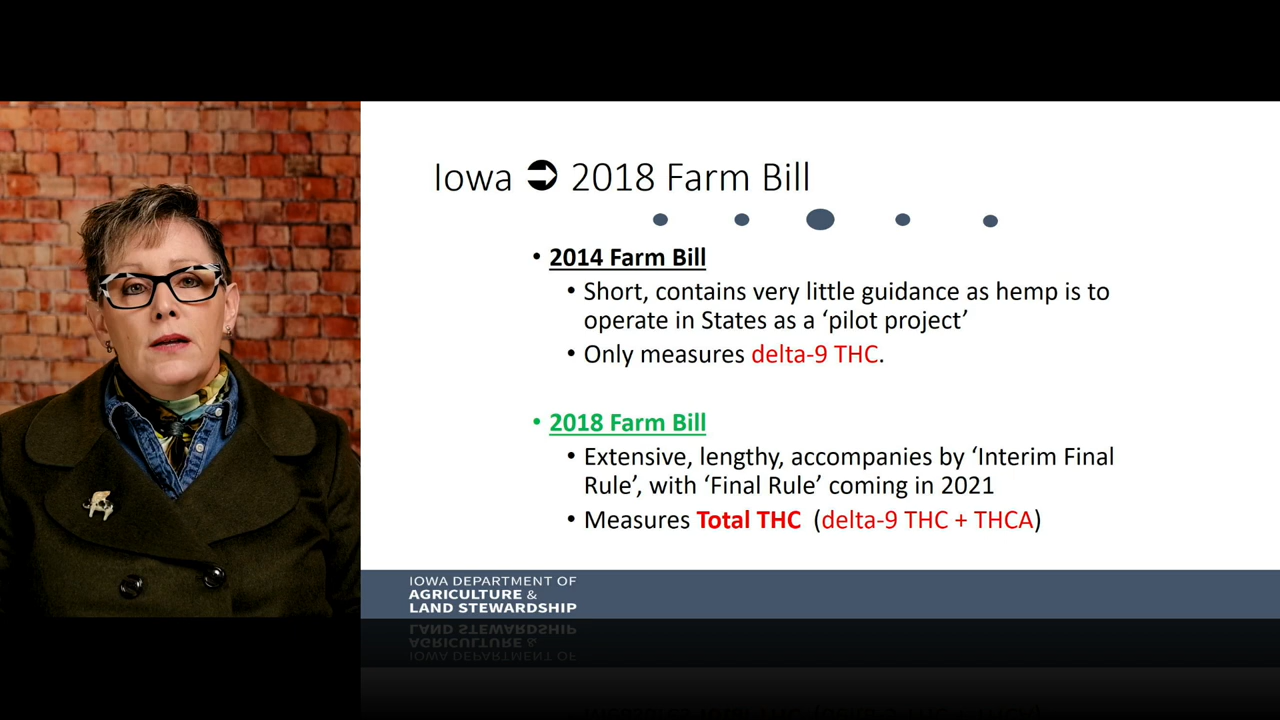 Iowa ➲ 2018 Farm Bill
• 2014 Farm Bill
• Short, contains very little guidance as hemp is to
operate in States as a ‘pilot project’
• Only measures delta-9 THC.
• 2018 Farm Bill
• Extensive, lengthy, accompanies by ‘Interim Final
Rule’, with ‘Final Rule’ coming in 2021
• Measures Total THC (delta-9 THC + THCA)
IOWA DEPARTMENT OF
AGRICULTURE &
LAND STEWARDSHIP